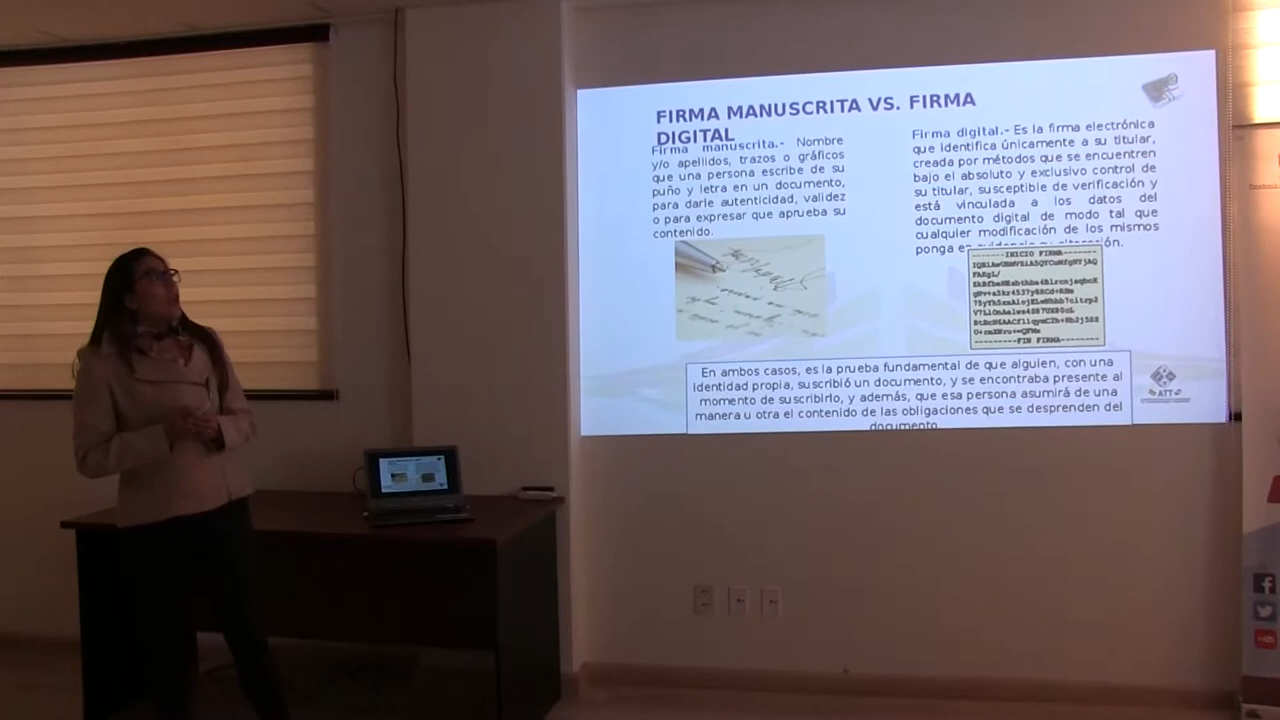 FIRMA MANUSCRITA VS. FIRMA
DIGITAL
Firma manuscrita.- Nombre
y/o apellidos, trazos o gráficos
que una persona escribe de su
puño y letra en un documento,
para darle autenticidad, validez
o para expresar que aprueba su
contenido.
Firma digital.- Es la firma electrónica
que identifica únicamente a su titular,
creada por métodos que se encuentren
bajo el absoluto y exclusivo control de
su titular, susceptible de verificación y
está vinculada a los datos del
documento digital de modo tal que
cualquier modificación de los mismos
ponga en evidencia su alteración.
-------INICIO FIRMA-------
---------FIN FIRMA---------
En ambos casos, es la prueba fundamental de que alguien, con una
identidad propia, suscribió un documento, y se encontraba presente al
momento de suscribirlo, y además, que esa persona asumirá de una
manera u otra el contenido de las obligaciones que se desprenden del
documento.
ATT